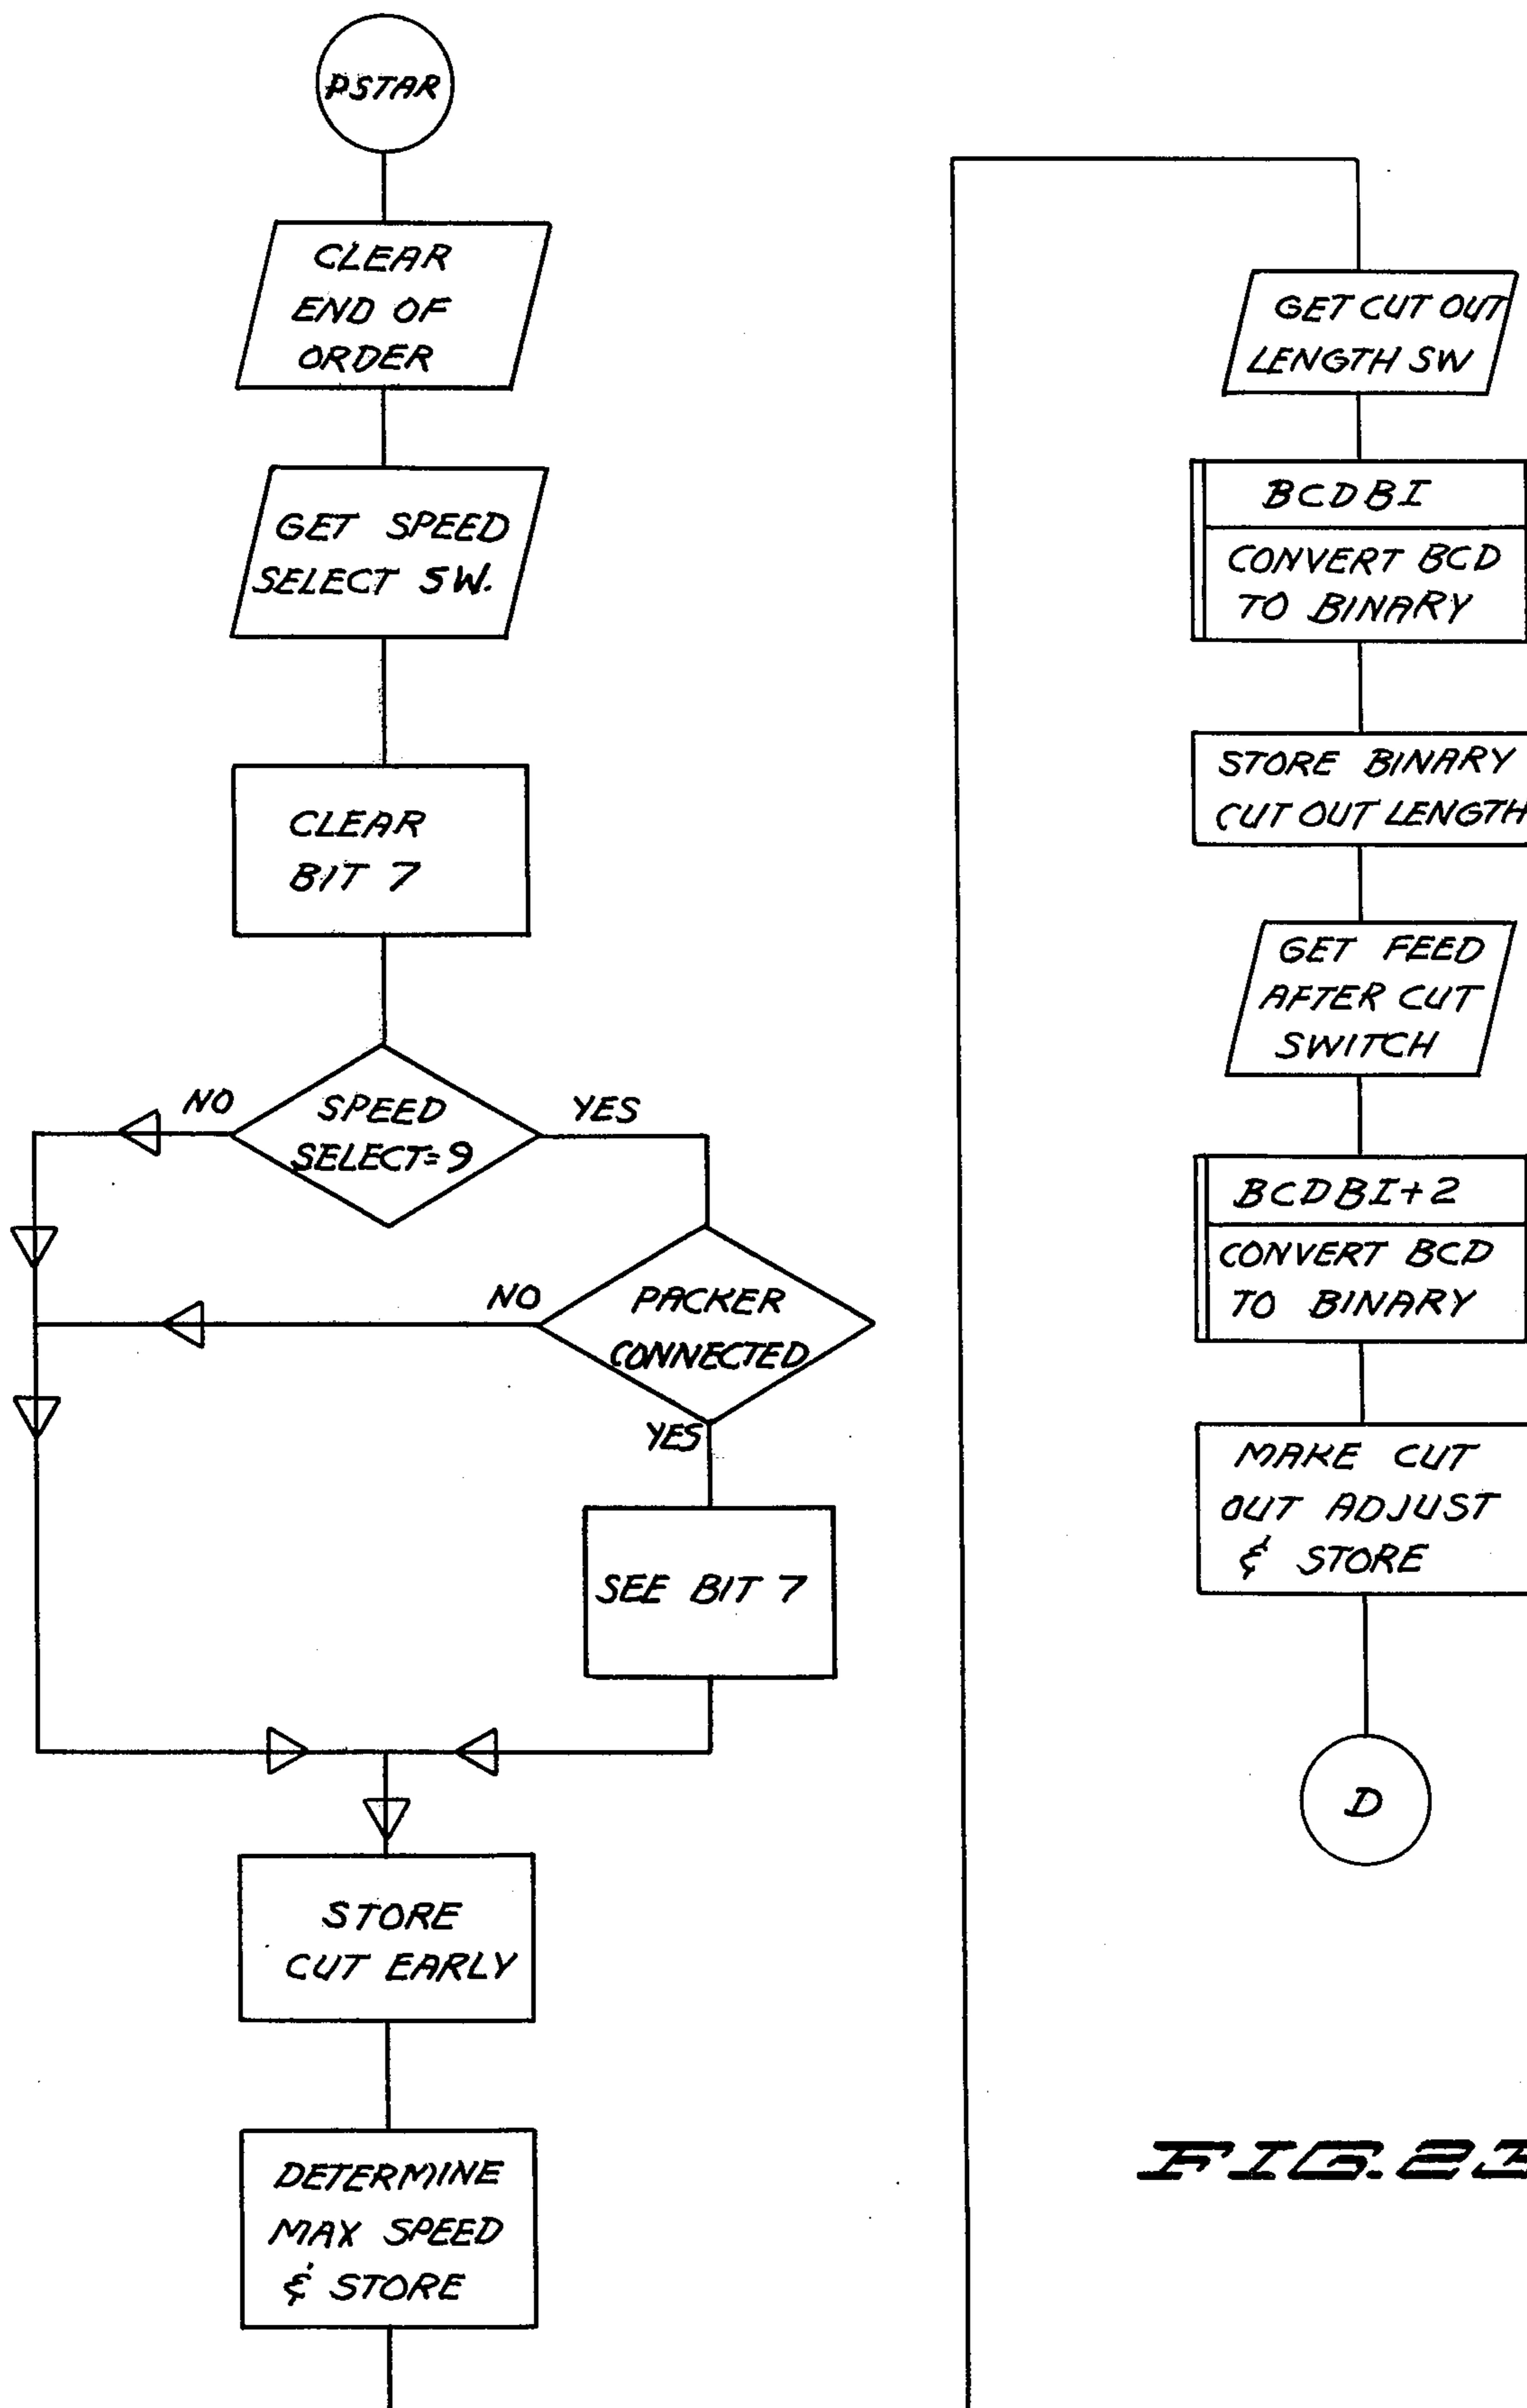 PSTAR
CLEAR
END OF
ORDER
GET SPEED
SELECT SW.
CLEAR
BIT 7
SPEED
SELECT=9
NO
YES
PACKER
CONNECTED
NO
YES
SEE BIT 7
STORE
CUT EARLY
DETERMINE
MAX SPEED
& STORE
GET CUT OUT
LENGTH SW
BCDBI
CONVERT BCD
TO BINARY
STORE BINARY
CUT OUT LENGTH
GET FEED
AFTER CUT
SWITCH
BCDBI+2
CONVERT BCD
TO BINARY
MAKE CUT
OUT ADJUST
& STORE
D
FIG.23